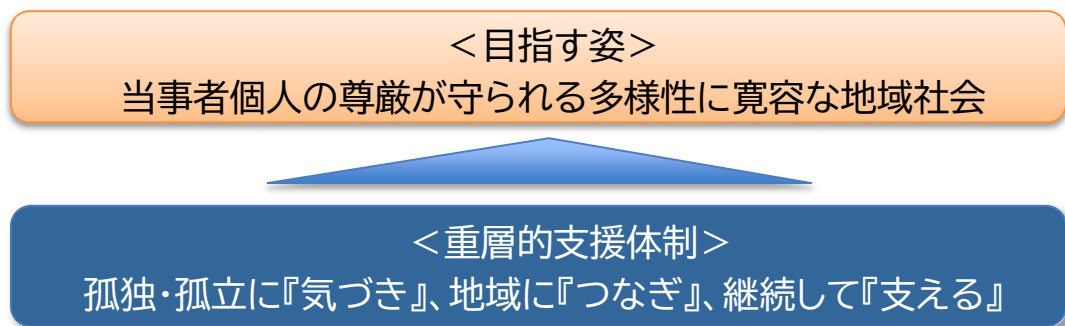 ＜目指す姿＞
当事者個人の尊厳が守られる多様性に寛容な地域社会
＜重層的支援体制＞
孤独・孤立に『気づき』、地域に『つなぎ』、継続して『支える』